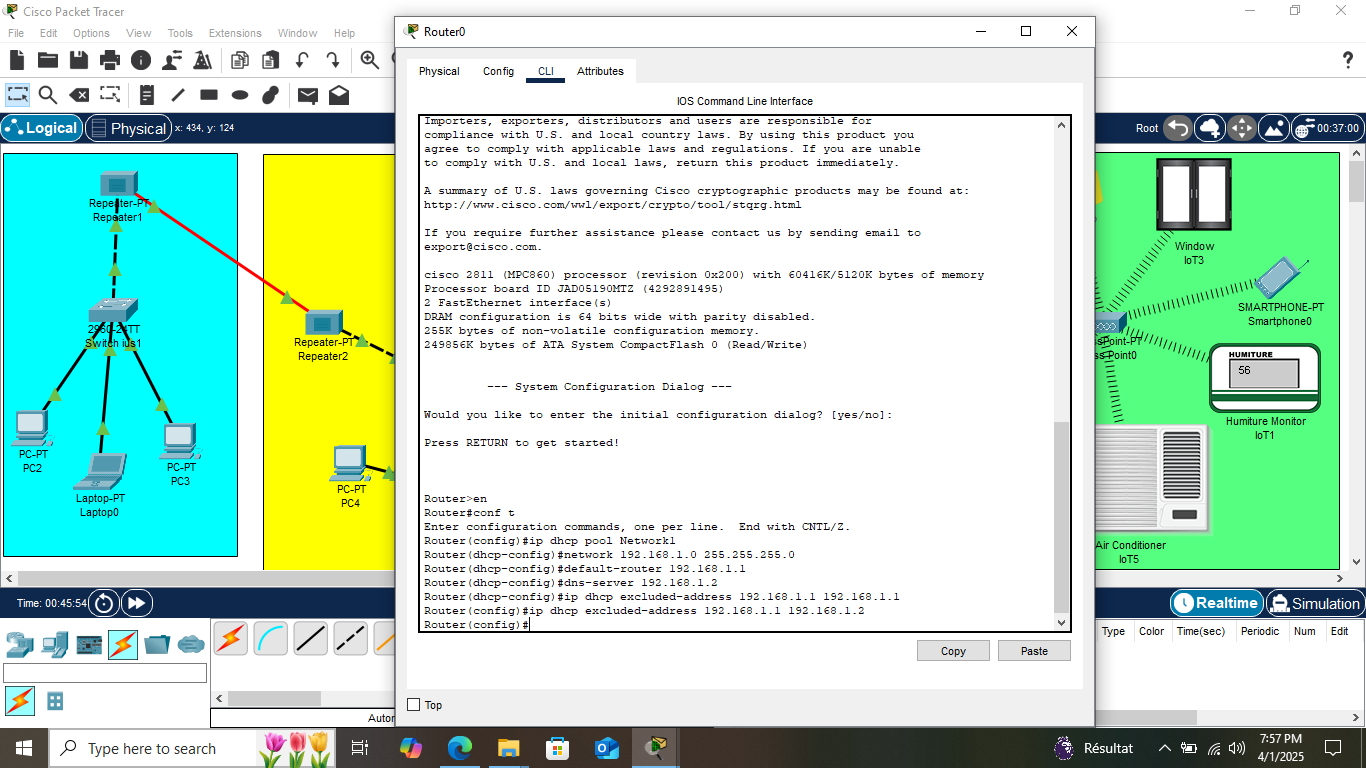 Cisco Packet Tracer
File Edit Options View Tools Extensions Window Help
?
Logical
Physical
x: 434, y: 124
Root
00:37:00
Repeater-PT
Repeater1
2960-24TT
Switch ius1
PC-PT
PC2
Laptop-PT
Laptop0
PC-PT
PC3
Repeater-PT
Repeater2
PC-PT
PC4
Router0
Physical Config CLI Attributes
IOS Command Line Interface
Importers, exporters, distributors and users are responsible for
compliance with U.S. and local country laws. By using this product you
agree to comply with applicable laws and regulations. If you are unable
to comply with U.S. and local laws, return this product immediately.
A summary of U.S. laws governing Cisco cryptographic products may be found at:
http://www.cisco.com/wwl/export/crypto/tool/stqrg.html
If you require further assistance please contact us by sending email to
export@cisco.com.
cisco 2811 (MPC860) processor (revision 0x200) with 60416K/5120K bytes of memory
Processor board ID JAD05190MTZ (4292891495)
2 FastEthernet interface(s)
DRAM configuration is 64 bits wide with parity disabled.
255K bytes of non-volatile configuration memory.
249856K bytes of ATA System CompactFlash 0 (Read/Write)
--- System Configuration Dialog ---
Would you like to enter the initial configuration dialog? [yes/no]:
Press RETURN to get started!
Router>en
Router#conf t
Enter configuration commands, one per line.  End with CNTL/Z.
Router(config)#ip dhcp pool Network1
Router(dhcp-config)#network 192.168.1.0 255.255.255.0
Router(dhcp-config)#default-router 192.168.1.1
Router(dhcp-config)#dns-server 192.168.1.2
Router(dhcp-config)#ip dhcp excluded-address 192.168.1.1 192.168.1.1
Router(config)#ip dhcp excluded-address 192.168.1.1 192.168.1.2
Router(config)#
Copy
Paste
Top
Window
IoT3
SMARTPHONE-PT
Smartphone0
sPoint-PT
ss Point0
HUMITURE
56
Humiture Monitor
IoT1
Air Conditioner
IoT5
Time: 00:45:54
Realtime
Simulation
Type Color Time(sec) Periodic Num Edit
Auton
Type here to search
Résultat
7:57 PM
4/1/2025